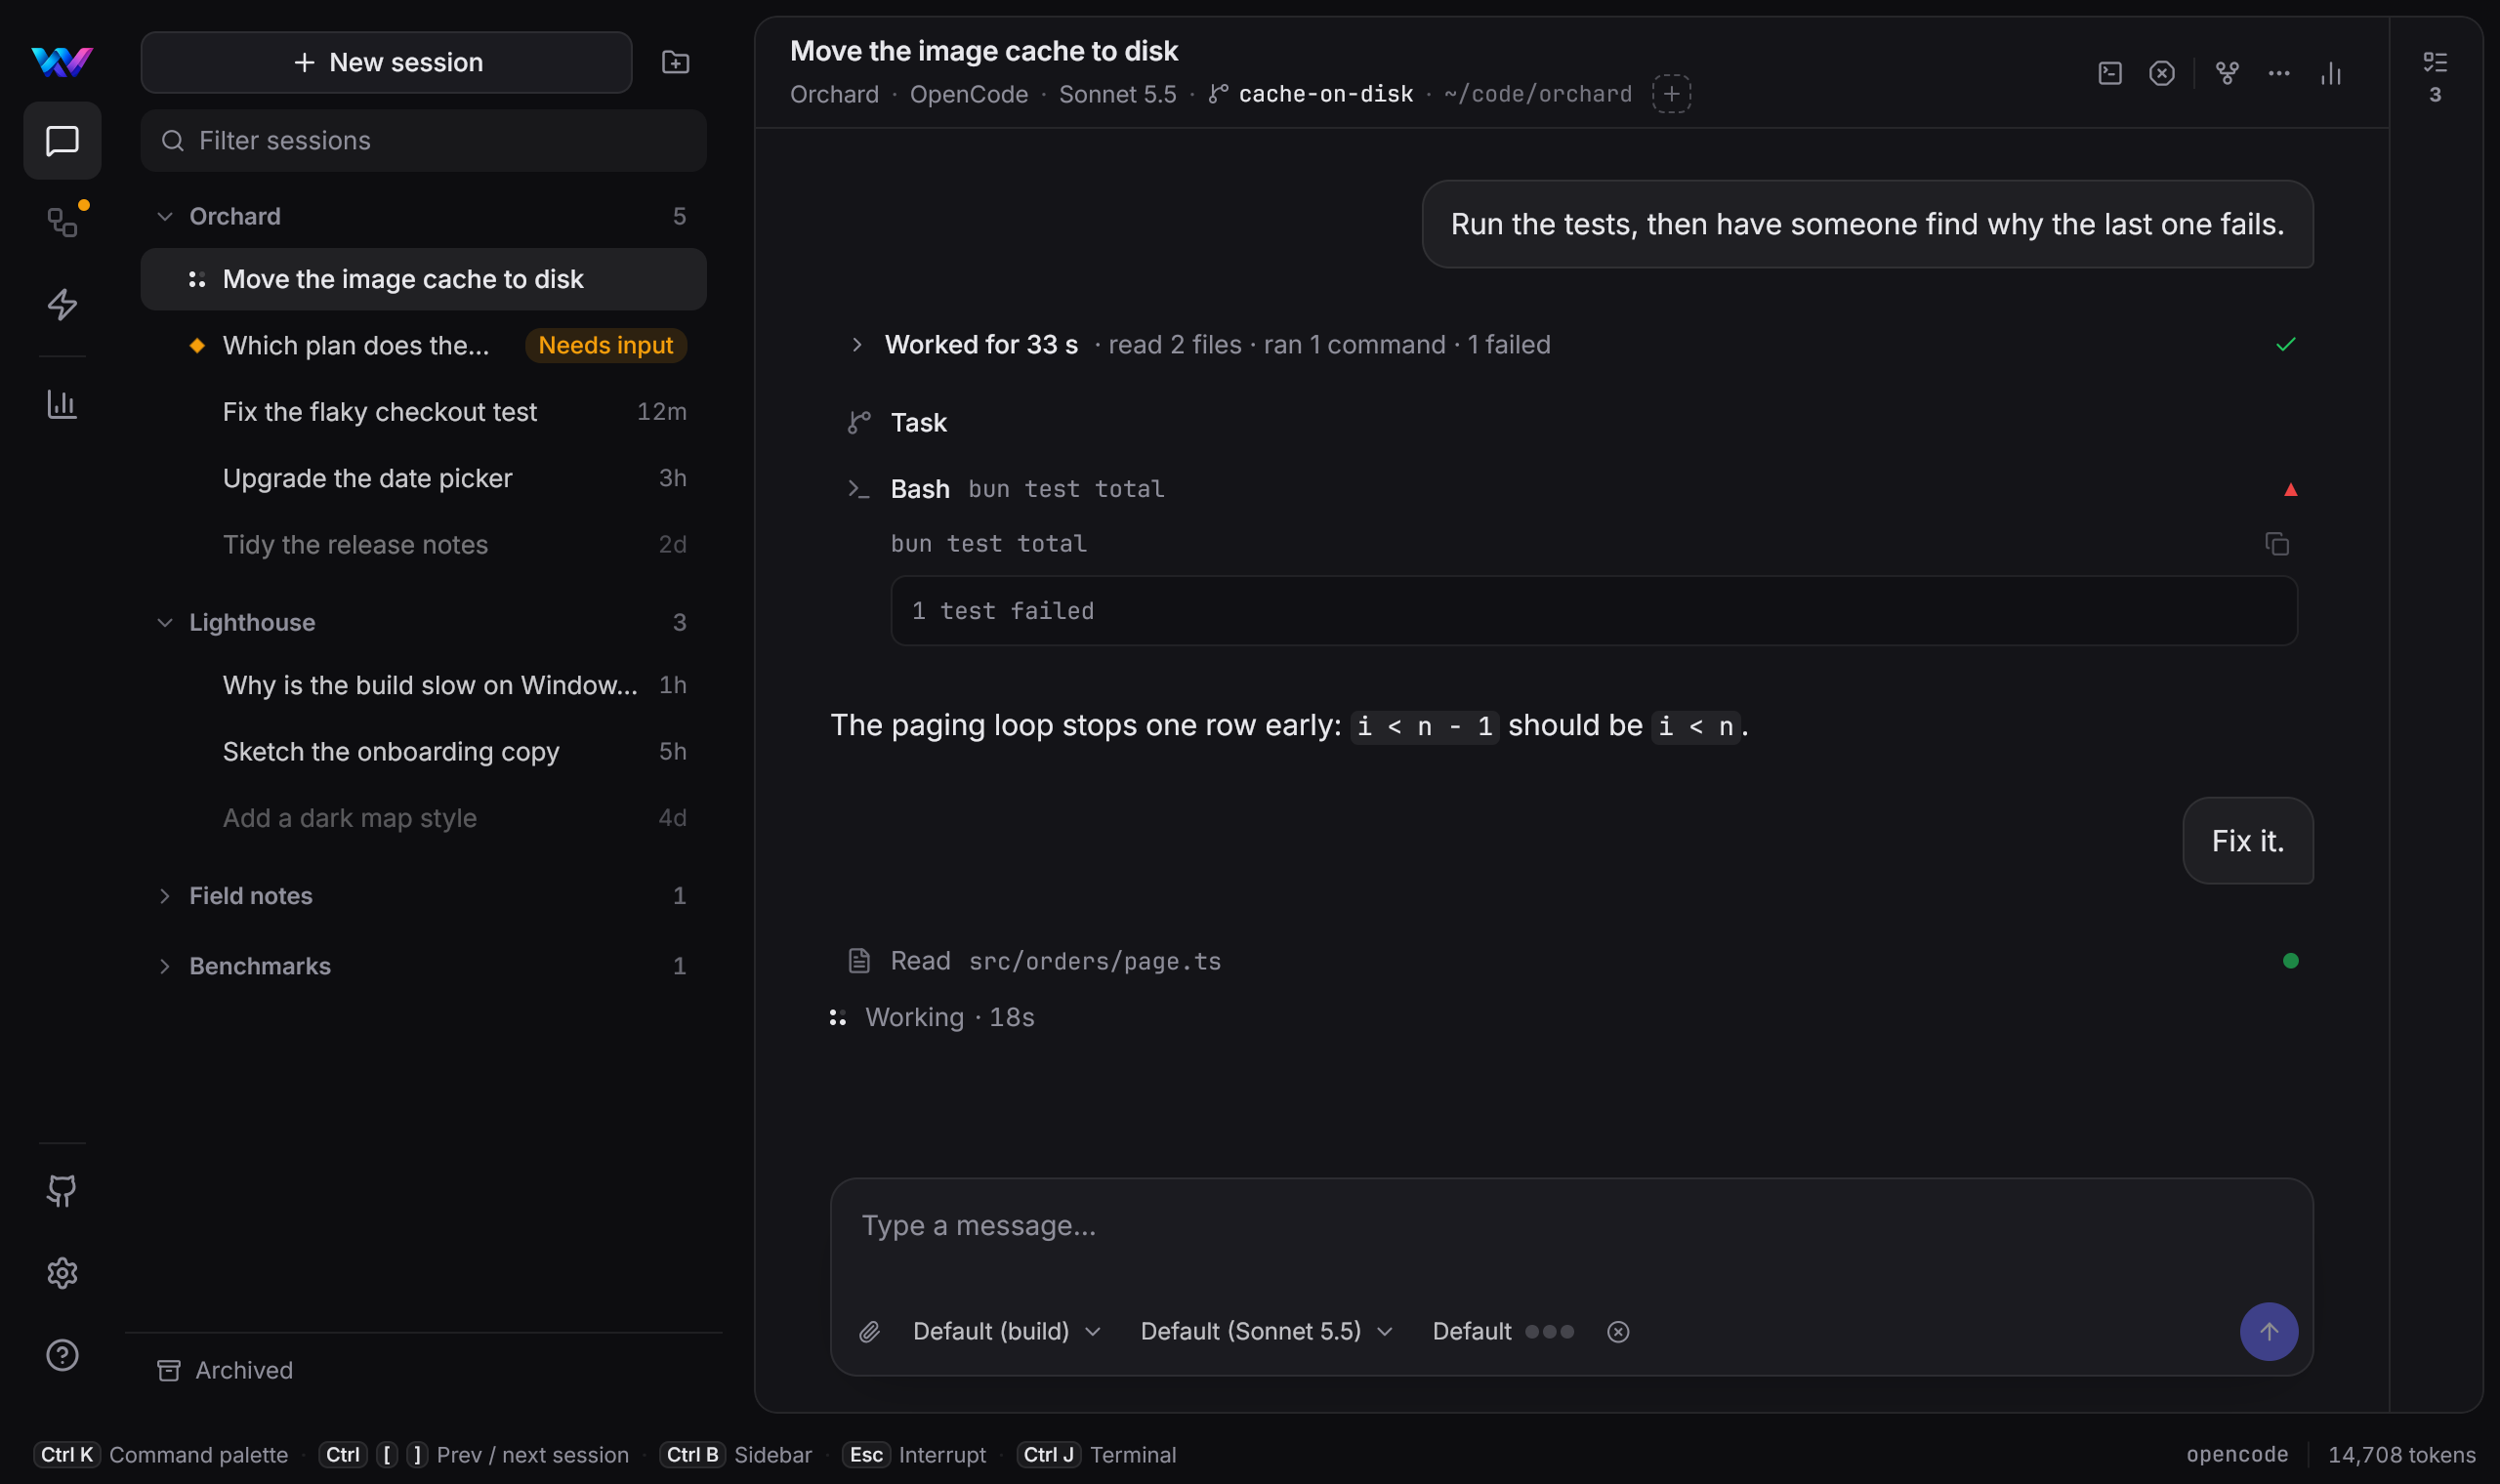 New session
Filter sessions
Orchard 5
Move the image cache to disk
Which plan does the... Needs input
Fix the flaky checkout test 12m
Upgrade the date picker 3h
Tidy the release notes 2d
Lighthouse 3
Why is the build slow on Window... 1h
Sketch the onboarding copy 5h
Add a dark map style 4d
Field notes 1
Benchmarks 1
Archived
Move the image cache to disk
Orchard · OpenCode · Sonnet 5.5 · cache-on-disk · ~/code/orchard
3
Run the tests, then have someone find why the last one fails.
Worked for 33 s · read 2 files · ran 1 command · 1 failed
Task
Bash bun test total
bun test total
1 test failed
The paging loop stops one row early: i < n - 1 should be i < n.
Fix it.
Read src/orders/page.ts
Working · 18s
Type a message...
Default (build) Default (Sonnet 5.5) Default
Ctrl K Command palette · Ctrl [ ] Prev / next session · Ctrl B Sidebar · Esc Interrupt · Ctrl J Terminal
opencode 14,708 tokens